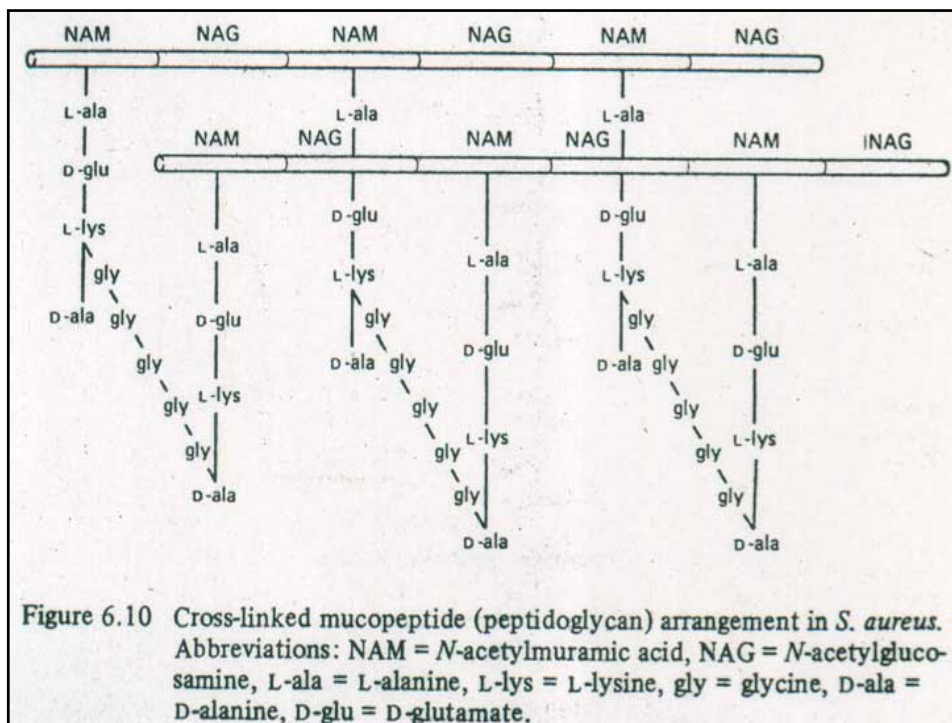 NAM NAG NAM NAG NAM NAG
L-ala L-ala L-ala
NAM NAG NAM NAG NAM INAG
D-glu
D-glu D-glu
L-lys L-ala
L-ala L-ala
gly L-lys L-lys
D-ala gly D-glu gly gly
gly D-ala gly D-glu D-ala gly D-glu
gly L-lys gly gly
gly gly L-lys gly L-lys
D-ala gly gly
D-ala D-ala
Figure 6.10 Cross-linked mucopeptide (peptidoglycan) arrangement in S. aureus.
Abbreviations: NAM = N-acetylmuramic acid, NAG = N-acetylgluco-
samine, L-ala = L-alanine, L-lys = L-lysine, gly = glycine, D-ala =
D-alanine, D-glu = D-glutamate.